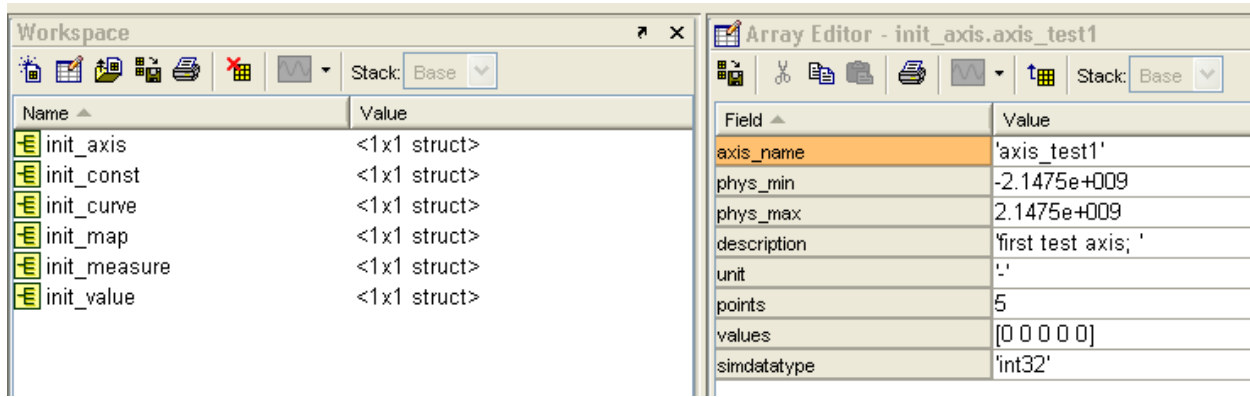 Workspace
Stack: Base
Name Value
init_axis <1x1 struct>
init_const <1x1 struct>
init_curve <1x1 struct>
init_map <1x1 struct>
init_measure <1x1 struct>
init_value <1x1 struct>
Array Editor - init_axis.axis_test1
Stack: Base
Field Value
axis_name 'axis_test1'
phys_min -2.1475e+009
phys_max 2.1475e+009
description 'first test axis; '
unit '-'
points 5
values [0 0 0 0 0]
simdatatype 'int32'